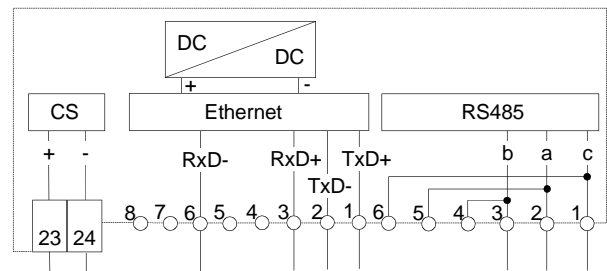 DC
DC
+ -
CS Ethernet RS485
+ - RxD- RxD+ TxD+ b a c
TxD-
8 7 6 5 4 3 2 1 6 5 4 3 2 1
23 24